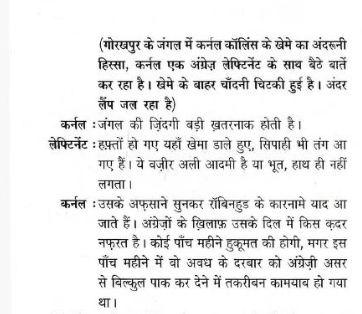 (गोरखपुर के जंगल में कर्नल कॉलिंस के खेमे का अंदरूनी
हिस्सा, कर्नल एक अंग्रेज़ लेफ्टिनेंट के साथ बैठे बातें
कर रहा है। खेमे के बाहर चाँदनी चिटकी हुई है। अंदर
लैंप जल रहा है)
कर्नल : जंगल की ज़िंदगी बड़ी ख़तरनाक होती है।
लेफ्टिनेंट : हफ़्तों हो गए यहाँ खेमा डाले हुए, सिपाही भी तंग आ
गए हैं। ये वज़ीर अली आदमी है या भूत, हाथ ही नहीं
लगता।
कर्नल : उसके अफ़साने सुनकर रॉबिनहुड के कारनामे याद आ
जाते हैं। अंग्रेज़ों के ख़िलाफ़ उसके दिल में किस क़दर
नफ़रत है। कोई पाँच महीने हुकूमत की होगी, मगर इस
पाँच महीने में वो अवध के दरबार को अंग्रेज़ी असर
से बिल्कुल पाक कर देने में तकरीबन कामयाब हो गया
था।